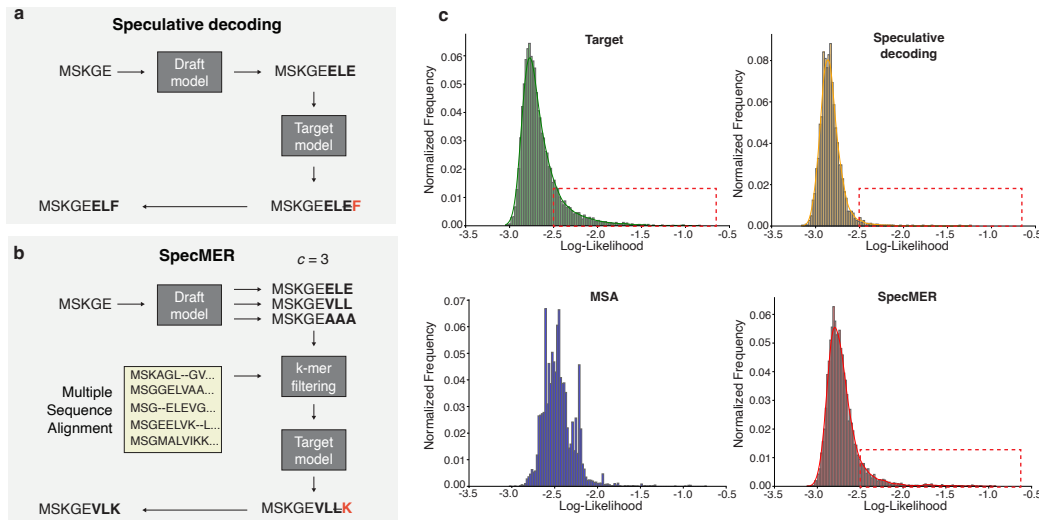 a
Speculative decoding
MSKGE
Draft
model
MSKGEELE
Target
model
MSKGEELF
MSKGEELEF
b
SpecMER
c = 3
MSKGE
Draft
model
MSKGEELE
MSKGEVLL
MSKGEAAA
Multiple
Sequence
Alignment
MSKAGL--GV...
MSGGELVAA...
MSG--ELEVG...
MSGEELVK--L...
MSGMALVIKK...
k-mer
filtering
Target
model
MSKGEVLK
MSKGEVLLK
c
Target
Normalized Frequency
0.06
0.05
0.04
0.03
0.02
0.01
0.00
-3.5 -3.0 -2.5 -2.0 -1.5 -1.0 -0.5
Log-Likelihood
Speculative
decoding
Normalized Frequency
0.08
0.06
0.04
0.02
0.00
-3.5 -3.0 -2.5 -2.0 -1.5 -1.0 -0.5
Log-Likelihood
MSA
Normalized Frequency
0.07
0.06
0.05
0.04
0.03
0.02
0.01
0.00
-3.5 -3.0 -2.5 -2.0 -1.5 -1.0 -0.5
Log-Likelihood
SpecMER
Normalized Frequency
0.06
0.05
0.04
0.03
0.02
0.01
0.00
-3.5 -3.0 -2.5 -2.0 -1.5 -1.0 -0.5
Log-Likelihood